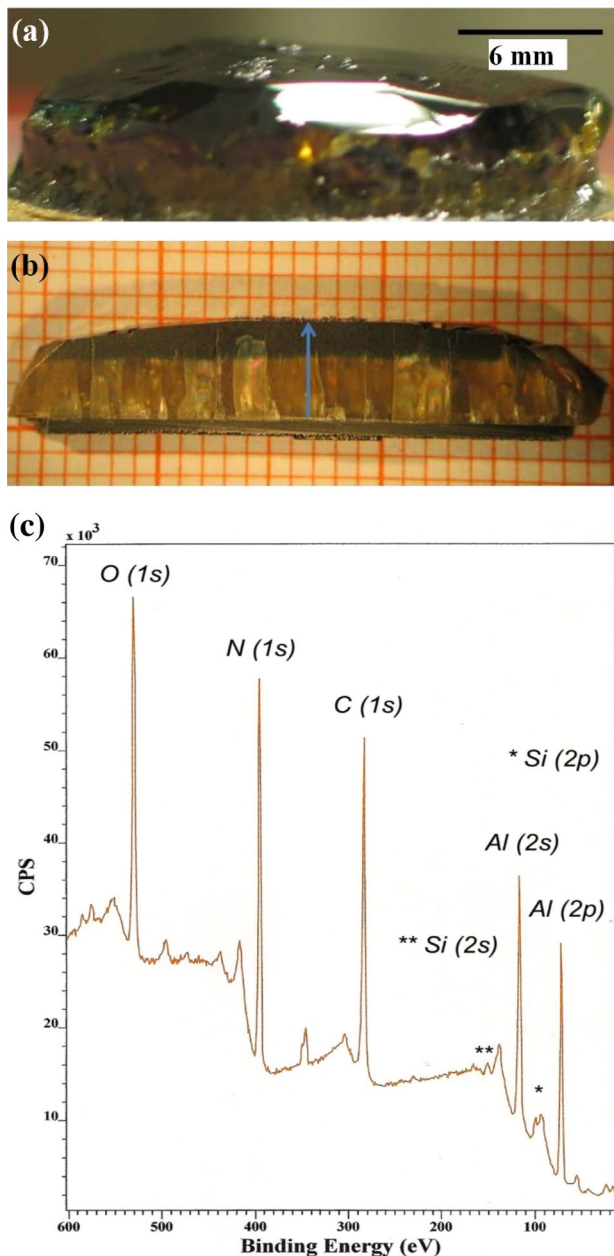 (a)
6 mm
(b)
(c)
x 10³
70
O (1s)
N (1s)
C (1s)
60
50
* Si (2p)
Al (2s)
40
Al (2p)
CPS
30
** Si (2s)
20
**
*
10
600
500
400
300
200
100
Binding Energy (eV)